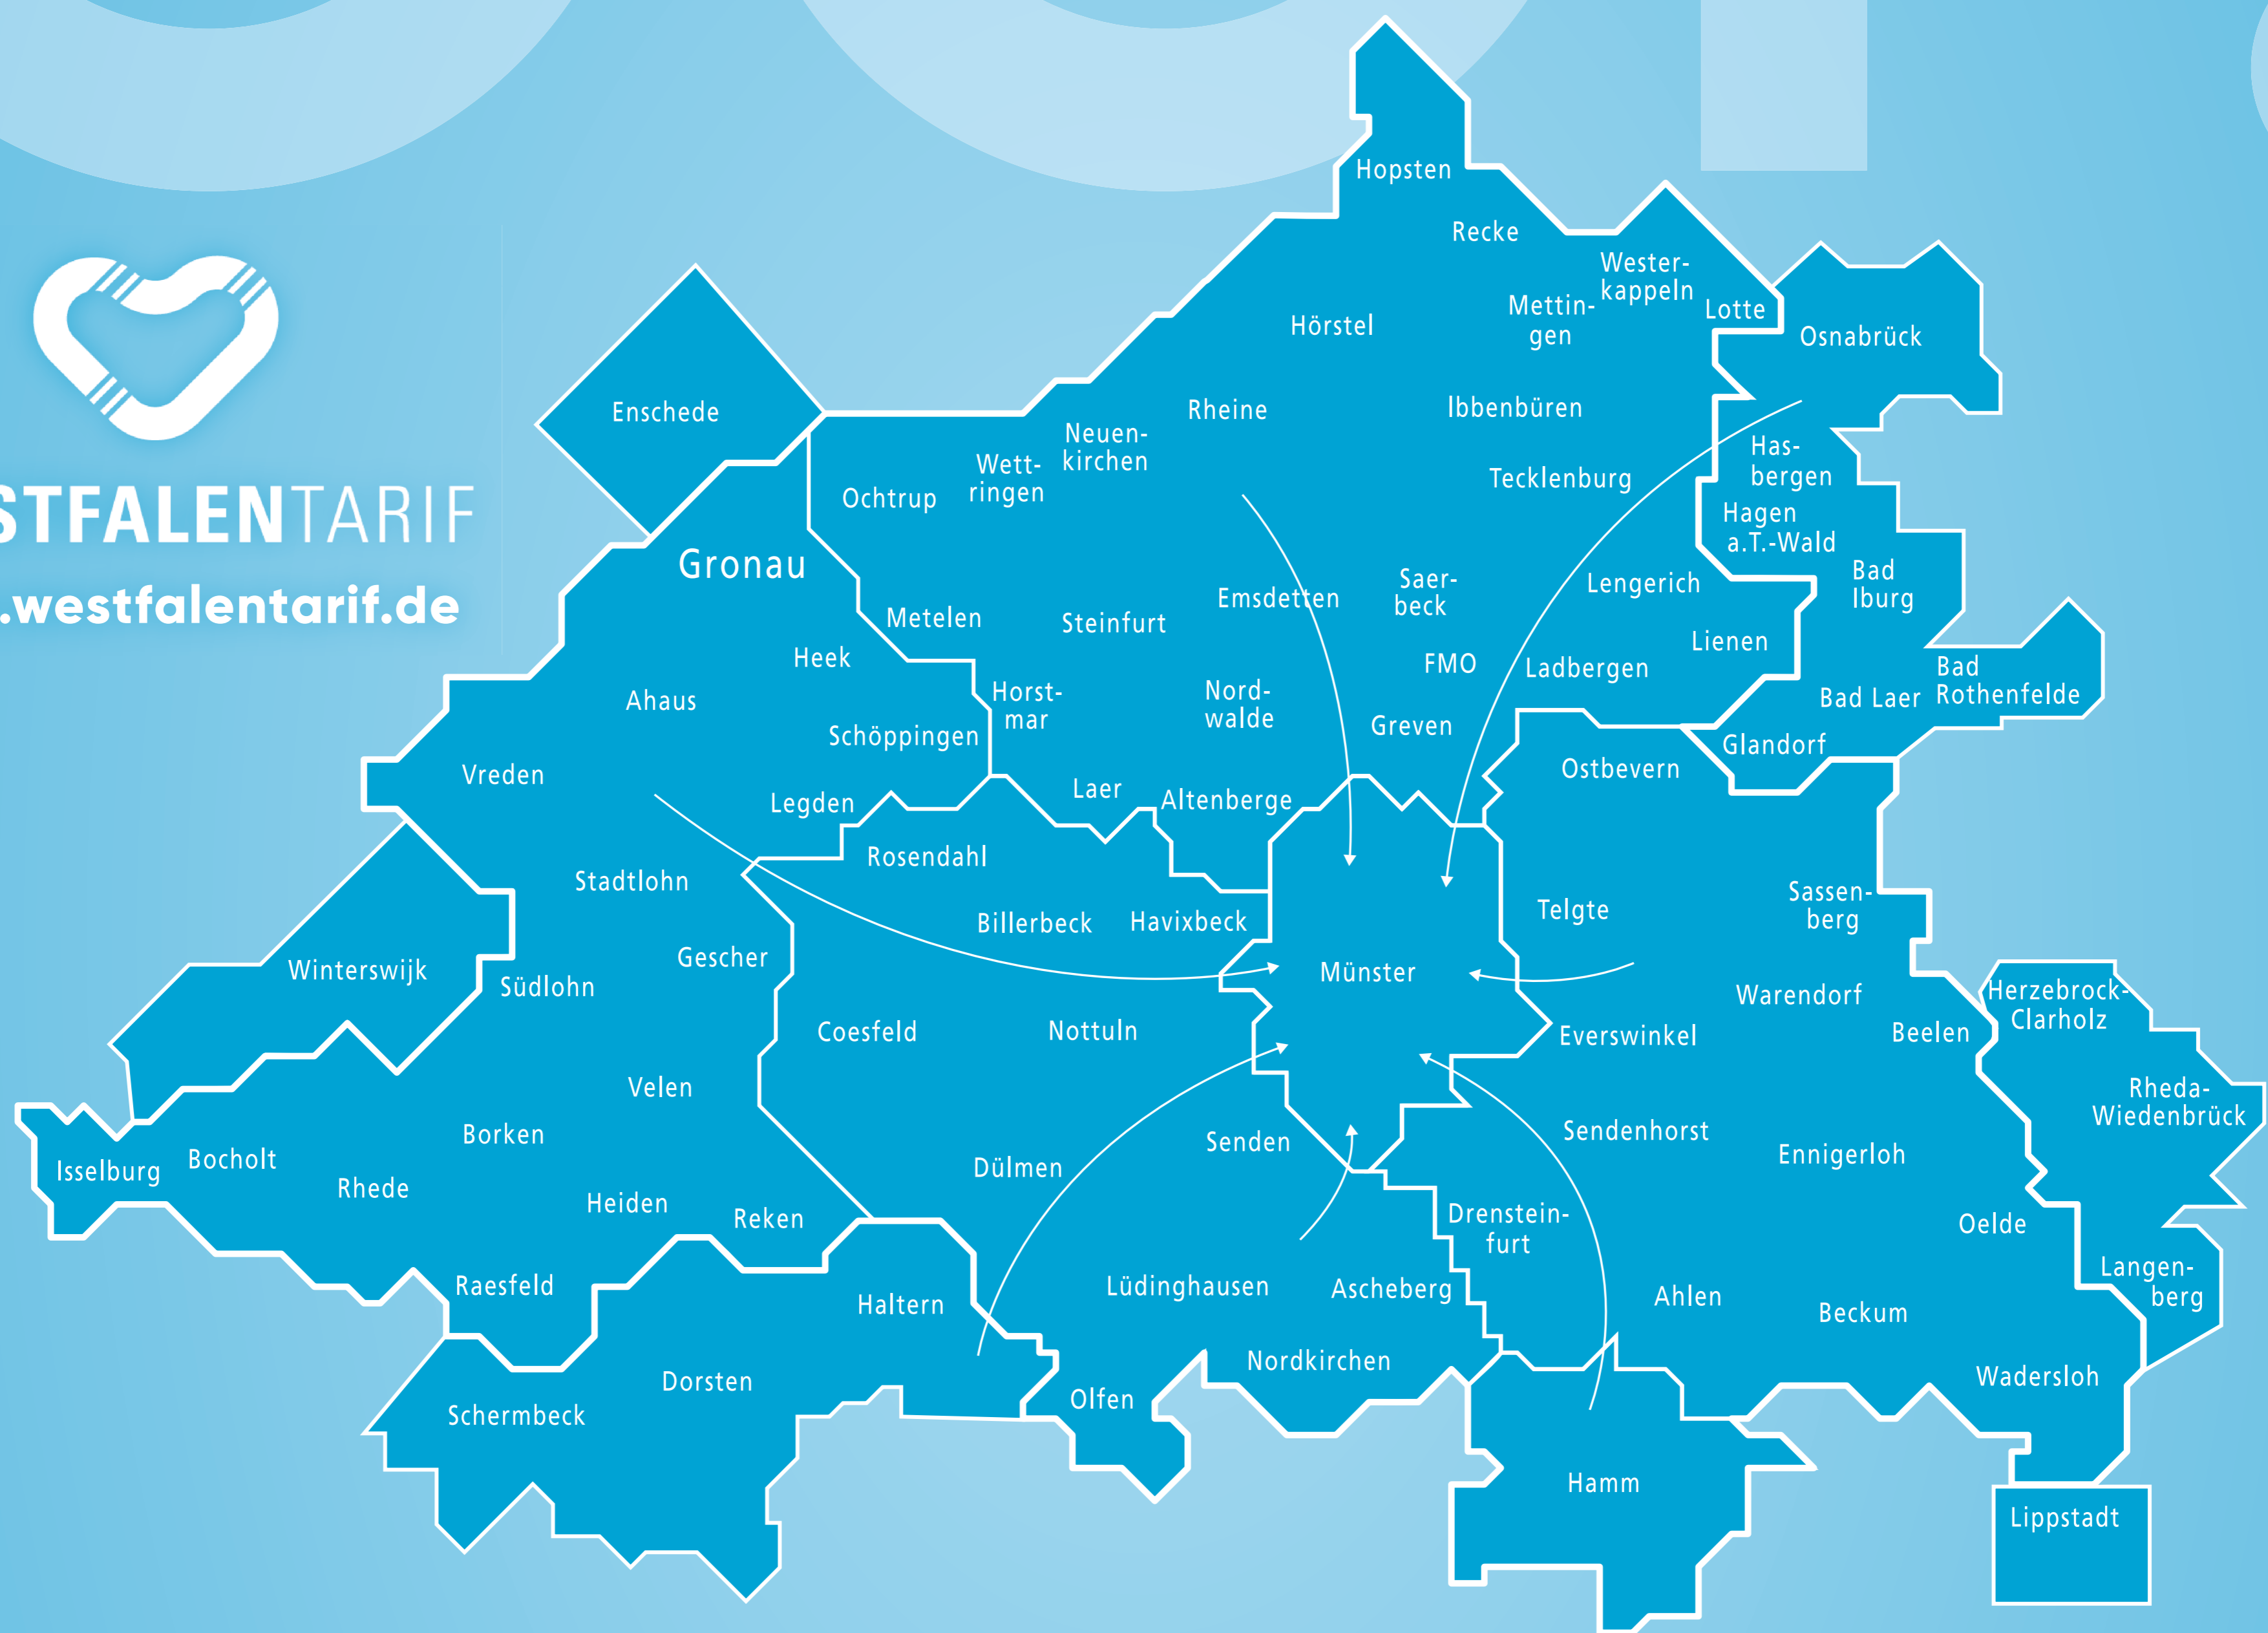 Hopsten
Recke
Wester-
kappeln
Mettin-
gen
Lotte
Hörstel
Osnabrück
Enschede
Rheine
Ibbenbüren
Neuen-
kirchen
Wett-
ringen
Ochtrup
Has-
bergen
Tecklenburg
STFALENTARIF
.westfalentarif.de
Hagen
a.T.-Wald
Gronau
Bad
Iburg
Saer-
beck
Lengerich
Emsdetten
Metelen
Steinfurt
Lienen
Heek
FMO
Ladbergen
Bad
Rothenfelde
Ahaus
Horst-
mar
Nord-
walde
Bad Laer
Schöppingen
Greven
Glandorf
Vreden
Ostbevern
Legden
Laer
Altenberge
Rosendahl
Stadtlohn
Sassen-
berg
Telgte
Billerbeck
Havixbeck
Gescher
Winterswijk
Münster
Südlohn
Warendorf
Herzebrock-
Clarholz
Coesfeld
Nottuln
Everswinkel
Beelen
Velen
Rheda-
Wiedenbrück
Borken
Senden
Sendenhorst
Isselburg
Bocholt
Ennigerloh
Dülmen
Rhede
Heiden
Reken
Drenstein-
furt
Oelde
Raesfeld
Lüdinghausen
Ascheberg
Langen-
berg
Haltern
Ahlen
Beckum
Nordkirchen
Dorsten
Wadersloh
Schermbeck
Olfen
Hamm
Lippstadt